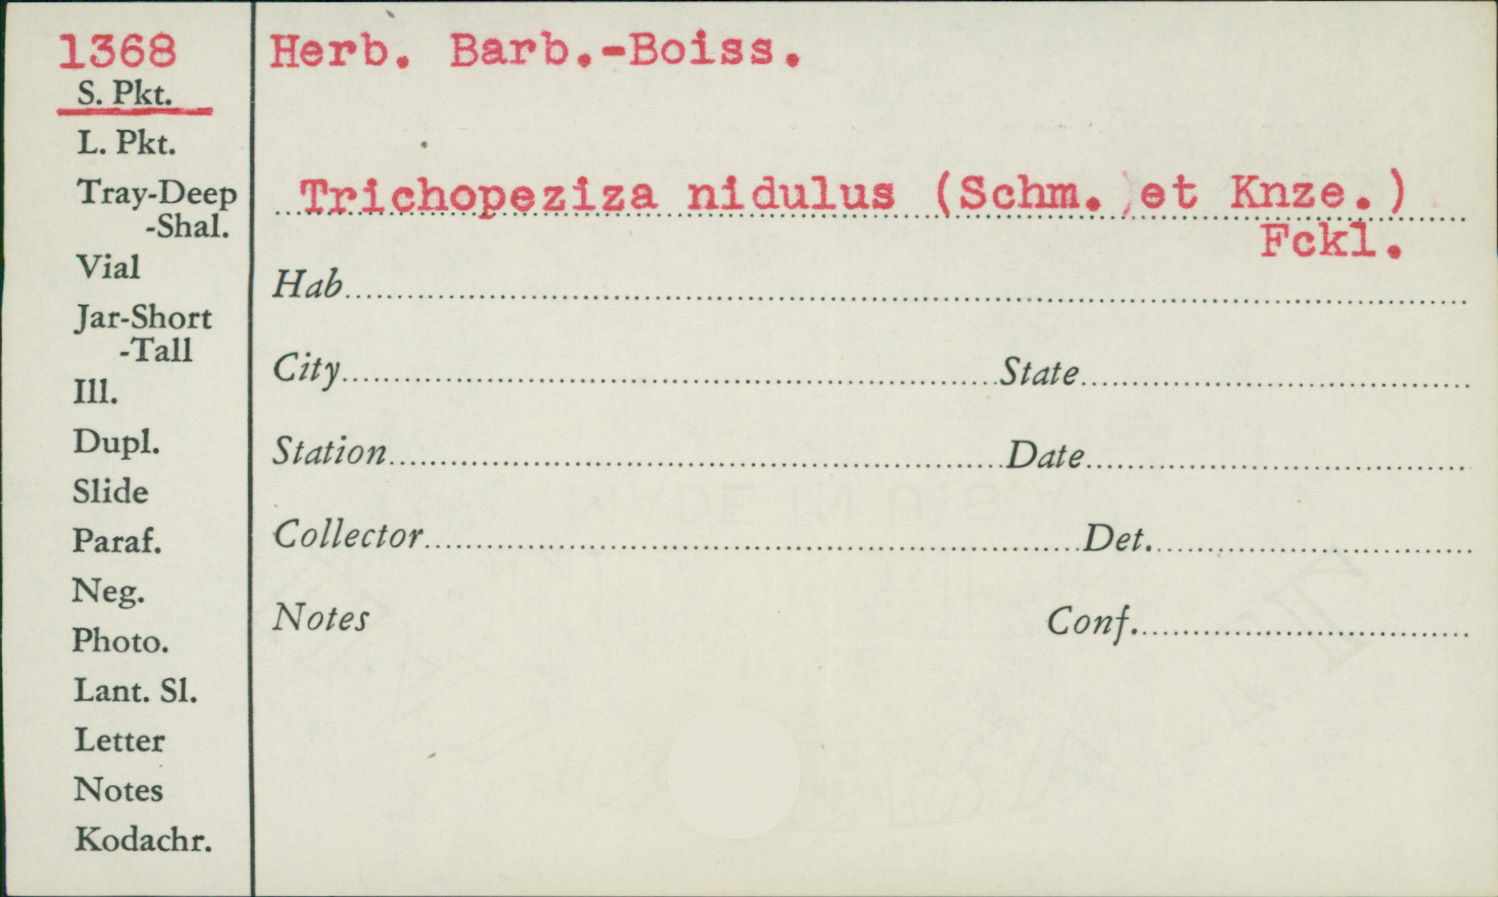 1368
S. Pkt.
L. Pkt.
Tray-Deep
-Shal.
Vial
Jar-Short
-Tall
Ill.
Dupl.
Slide
Paraf.
Neg.
Photo.
Lant. Sl.
Letter
Notes
Kodachr.
Herb. Barb.-Boiss.
Trichopeziza nidulus (Schm. et Knze.)
Fckl.
Hab
City State
Station Date
Collector Det.
Notes Conf.